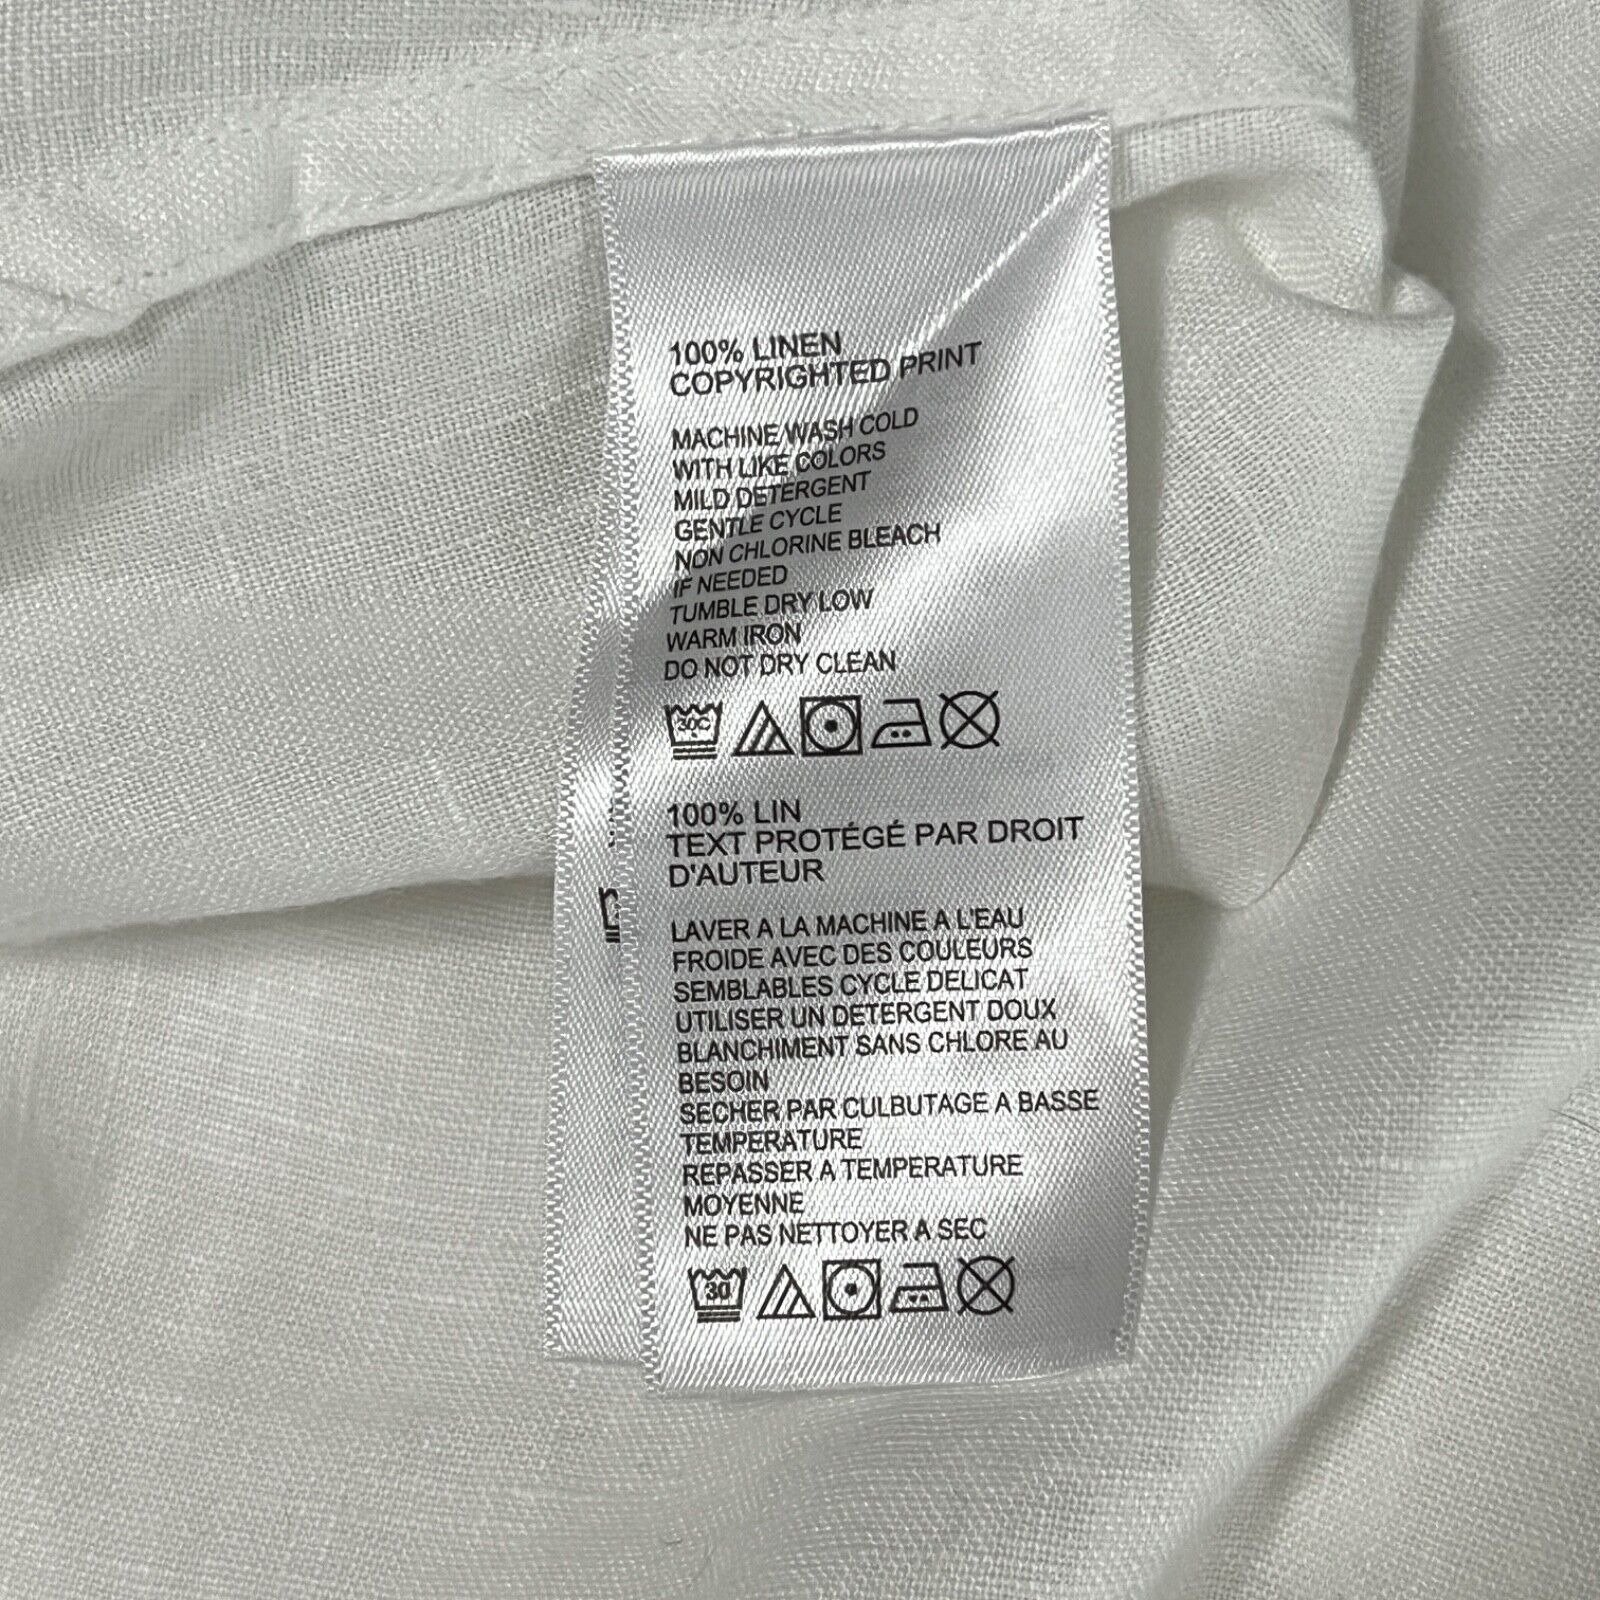 100% LINEN
COPYRIGHTED PRINT
MACHINE WASH COLD
WITH LIKE COLORS
MILD DETERGENT
GENTLE CYCLE
NON CHLORINE BLEACH
IF NEEDED
TUMBLE DRY LOW
WARM IRON
DO NOT DRY CLEAN
30C
100% LIN
TEXT PROTÉGÉ PAR DROIT
D'AUTEUR
LAVER A LA MACHINE A L'EAU
FROIDE AVEC DES COULEURS
SEMBLABLES CYCLE DELICAT
UTILISER UN DETERGENT DOUX
BLANCHIMENT SANS CHLORE AU
BESOIN
SECHER PAR CULBUTAGE A BASSE
TEMPERATURE
REPASSER A TEMPERATURE
MOYENNE
NE PAS NETTOYER A SEC
30